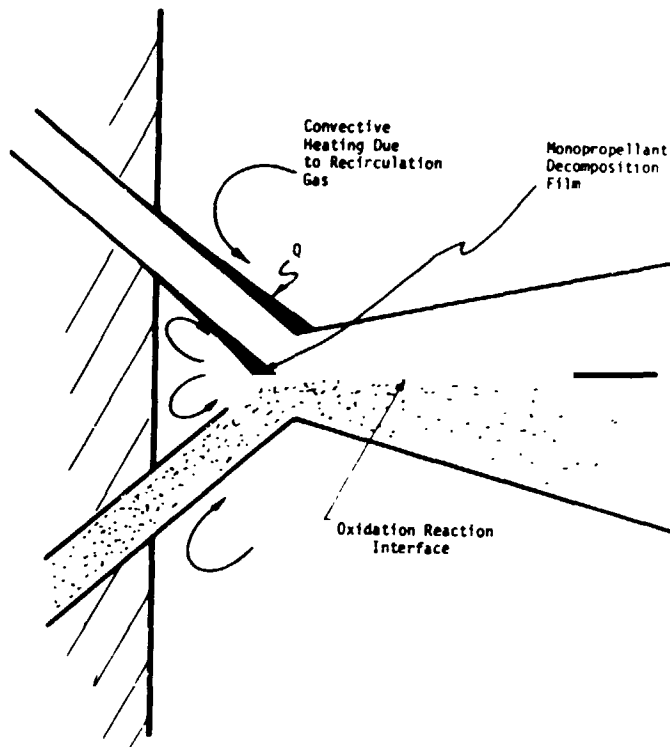 Convective
Heating Due
to Recirculation
Gas
Monopropellant
Decomposition
Film
Oxidation Reaction
Interface